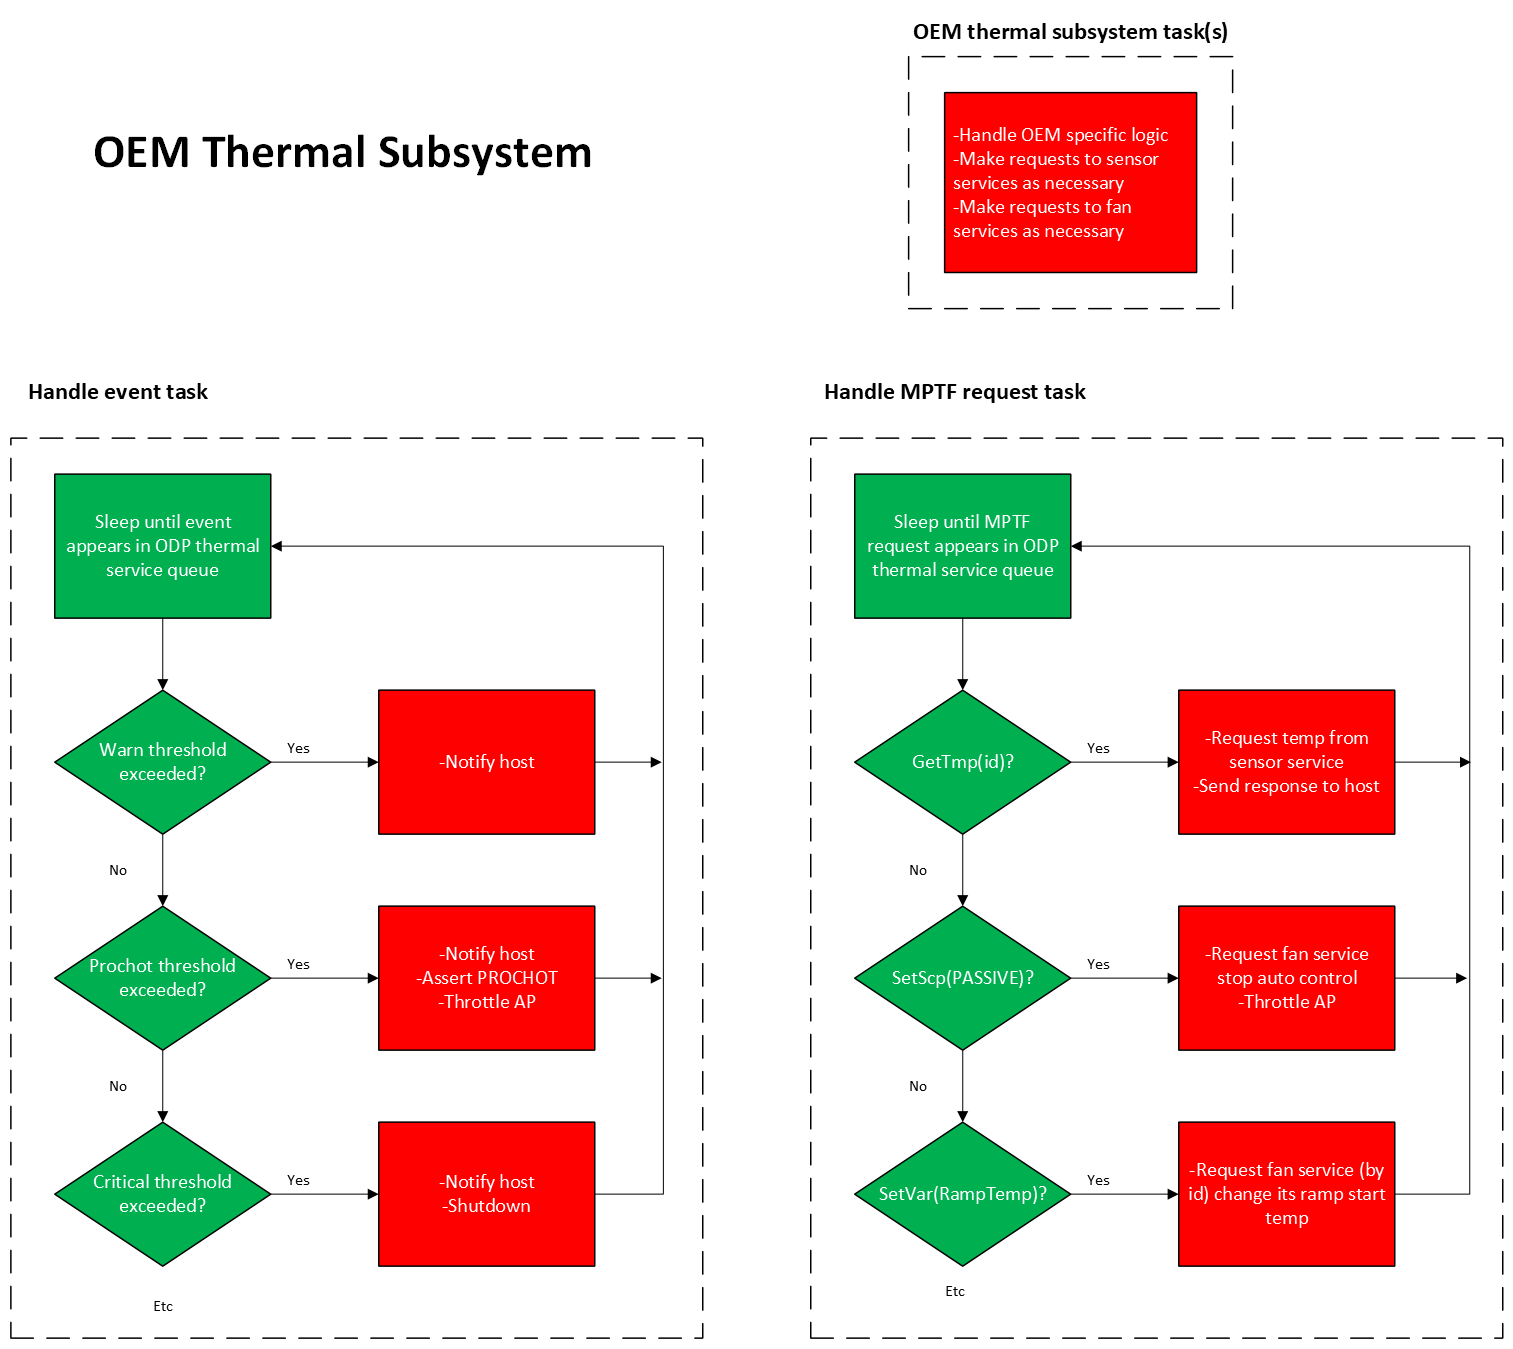 OEM thermal subsystem task(s)
OEM Thermal Subsystem
-Handle OEM specific logic
-Make requests to sensor
services as necessary
-Make requests to fan
services as necessary
Handle event task
Sleep until event
appears in ODP thermal
service queue
Warn threshold
exceeded?
Yes
-Notify host
No
Prochot threshold
exceeded?
Yes
-Notify host
-Assert PROCHOT
-Throttle AP
No
Critical threshold
exceeded?
Yes
-Notify host
-Shutdown
Etc
Handle MPTF request task
Sleep until MPTF
request appears in ODP
thermal service queue
GetTmp(id)?
Yes
-Request temp from
sensor service
-Send response to host
No
SetScp(PASSIVE)?
Yes
-Request fan service
stop auto control
-Throttle AP
No
SetVar(RampTemp)?
Yes
-Request fan service (by
id) change its ramp start
temp
Etc